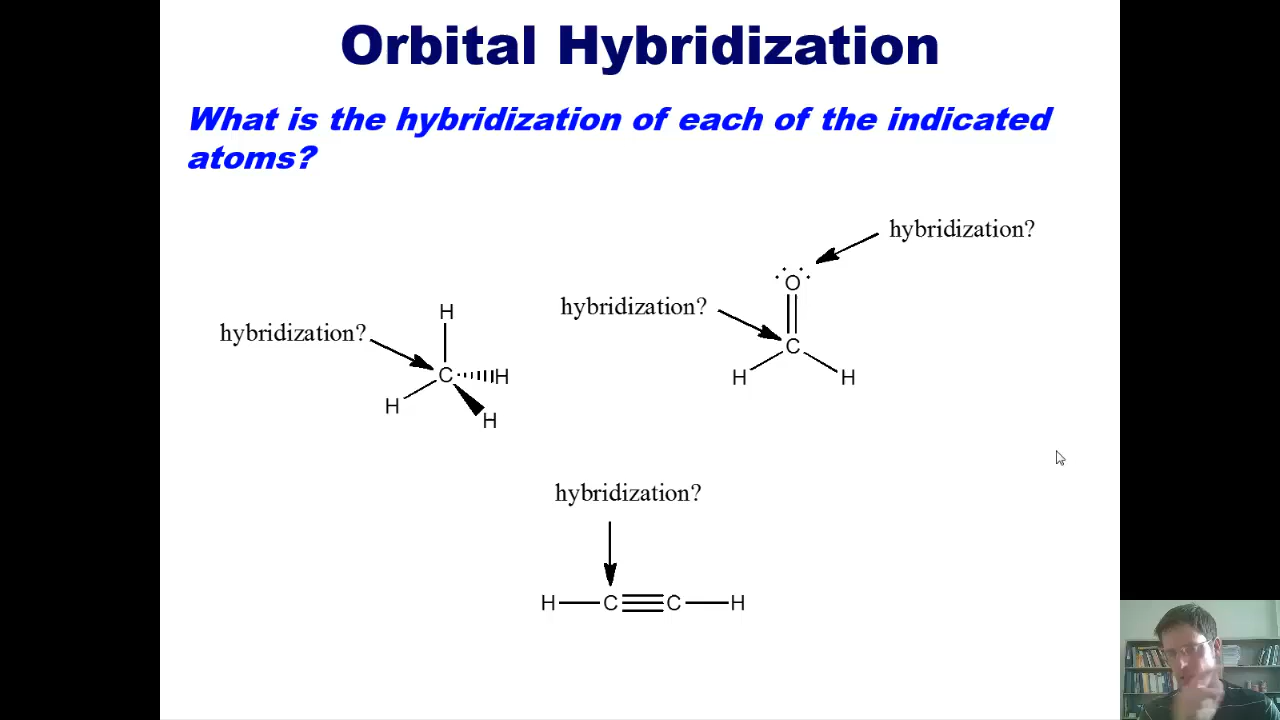 Orbital Hybridization
What is the hybridization of each of the indicated
atoms?
hybridization?
O
hybridization?
C
H H
hybridization?
H
C H
H
H
hybridization?
H C C H